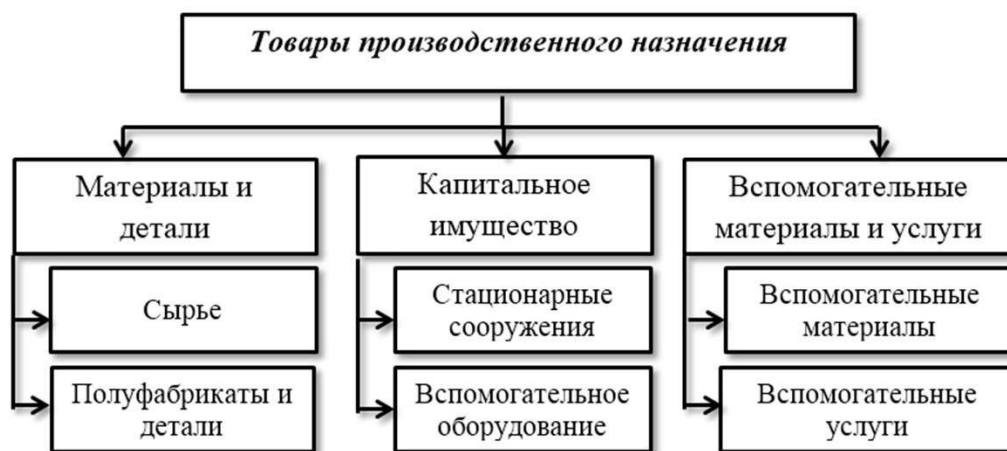 Товары производственного назначения
Материалы и
детали
Капитальное
имущество
Вспомогательные
материалы и услуги
Сырье
Стационарные
сооружения
Вспомогательные
материалы
Полуфабрикаты и
детали
Вспомогательное
оборудование
Вспомогательные
услуги